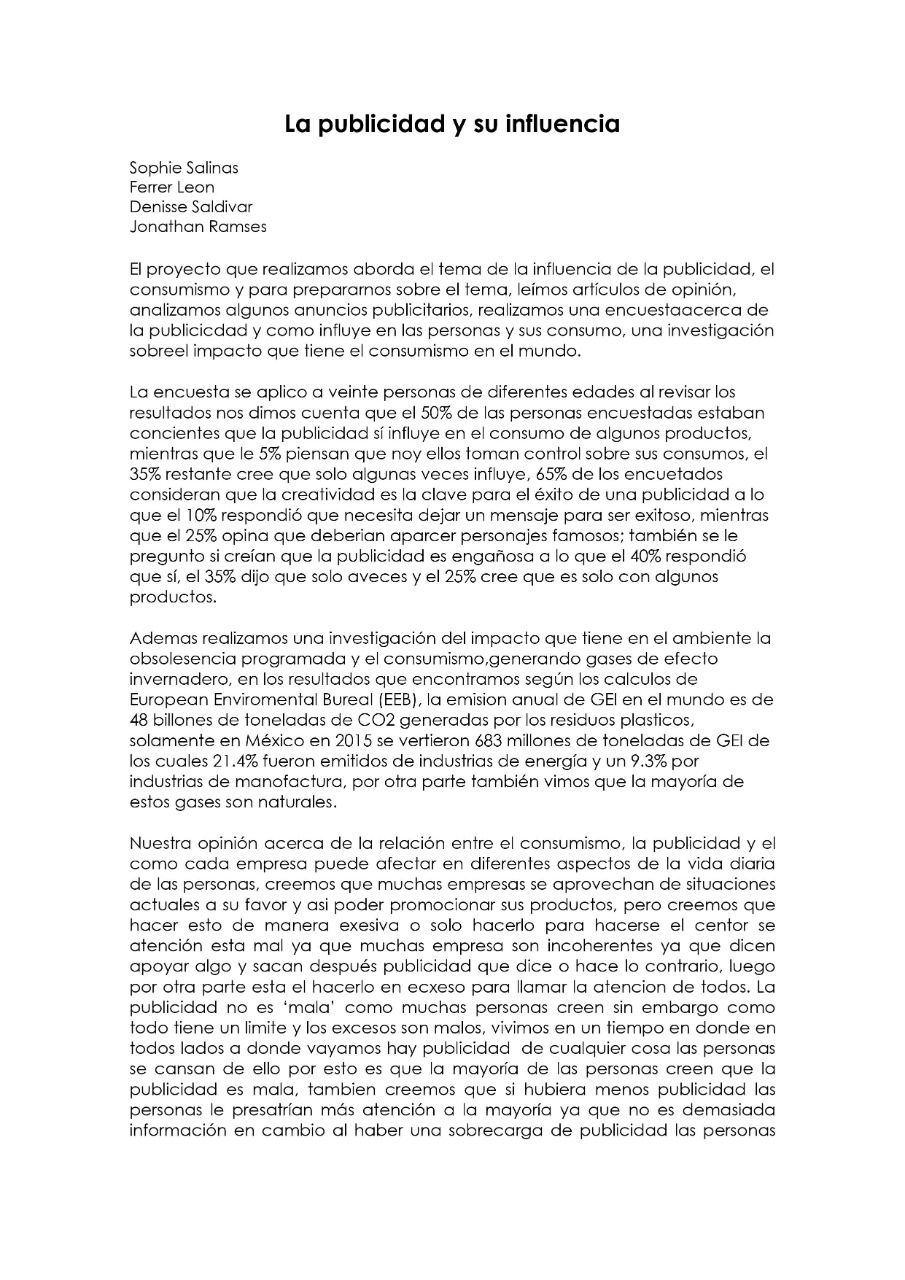 La publicidad y su influencia
Sophie Salinas
Ferrer Leon
Denisse Saldivar
Jonathan Ramses
El proyecto que realizamos aborda el tema de la influencia de la publicidad, el
consumismo y para prepararnos sobre el tema, leímos artículos de opinión,
analizamos algunos anuncios publicitarios, realizamos una encuestaacerca de
la publicicdad y como influye en las personas y sus consumo, una investigación
sobreel impacto que tiene el consumismo en el mundo.
La encuesta se aplico a veinte personas de diferentes edades al revisar los
resultados nos dimos cuenta que el 50% de las personas encuestadas estaban
concientes que la publicidad sí influye en el consumo de algunos productos,
mientras que le 5% piensan que noy ellos toman control sobre sus consumos, el
35% restante cree que solo algunas veces influye, 65% de los encuetados
consideran que la creatividad es la clave para el éxito de una publicidad a lo
que el 10% respondió que necesita dejar un mensaje para ser exitoso, mientras
que el 25% opina que deberian aparcer personajes famosos; también se le
pregunto si creían que la publicidad es engañosa a lo que el 40% respondió
que sí, el 35% dijo que solo aveces y el 25% cree que es solo con algunos
productos.
Ademas realizamos una investigación del impacto que tiene en el ambiente la
obsolesencia programada y el consumismo,generando gases de efecto
invernadero, en los resultados que encontramos según los calculos de
European Enviromental Bureal (EEB), la emision anual de GEI en el mundo es de
48 billones de toneladas de CO2 generadas por los residuos plasticos,
solamente en México en 2015 se vertieron 683 millones de toneladas de GEI de
los cuales 21.4% fueron emitidos de industrias de energía y un 9.3% por
industrias de manofactura, por otra parte también vimos que la mayoría de
estos gases son naturales.
Nuestra opinión acerca de la relación entre el consumismo, la publicidad y el
como cada empresa puede afectar en diferentes aspectos de la vida diaria
de las personas, creemos que muchas empresas se aprovechan de situaciones
actuales a su favor y asi poder promocionar sus productos, pero creemos que
hacer esto de manera exesiva o solo hacerlo para hacerse el centor se
atención esta mal ya que muchas empresa son incoherentes ya que dicen
apoyar algo y sacan después publicidad que dice o hace lo contrario, luego
por otra parte esta el hacerlo en ecxeso para llamar la atencion de todos. La
publicidad no es ‘mala’ como muchas personas creen sin embargo como
todo tiene un limite y los excesos son malos, vivimos en un tiempo en donde en
todos lados a donde vayamos hay publicidad  de cualquier cosa las personas
se cansan de ello por esto es que la mayoría de las personas creen que la
publicidad es mala, tambien creemos que si hubiera menos publicidad las
personas le presatrían más atención a la mayoría ya que no es demasiada
información en cambio al haber una sobrecarga de publicidad las personas